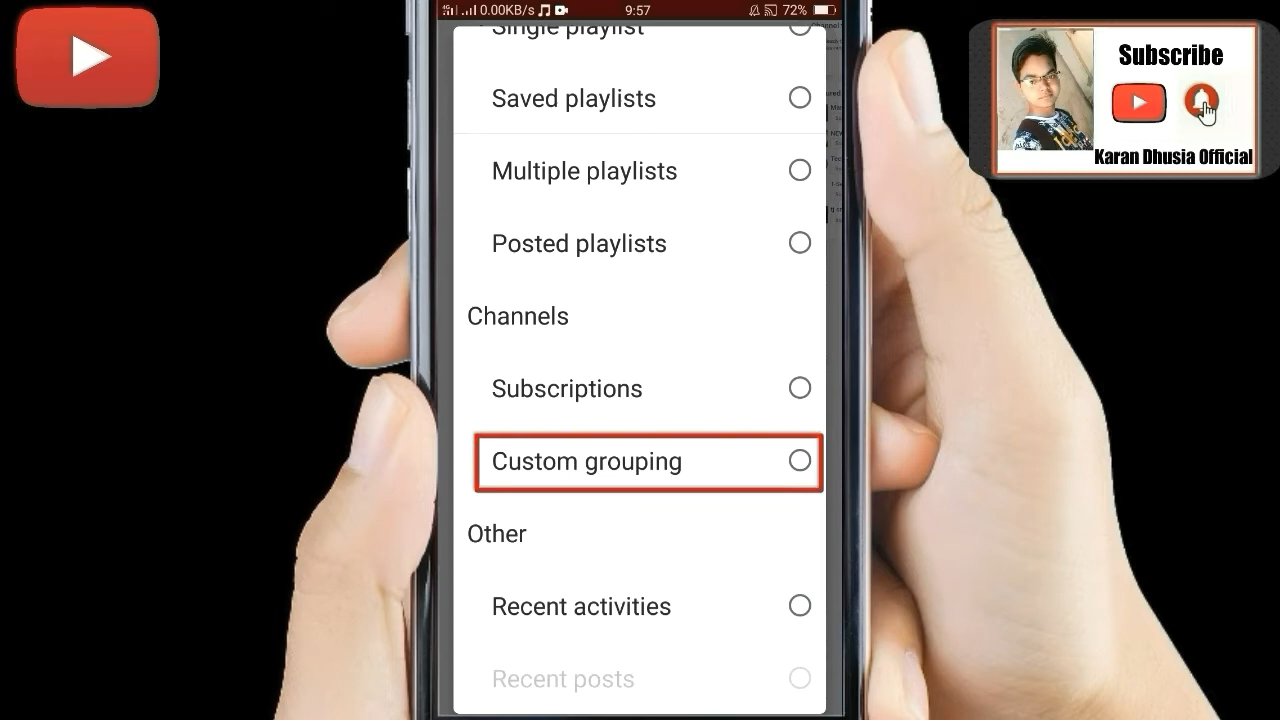 0.00KB/s
9:57
72%
Single playlist
Saved playlists
Multiple playlists
Posted playlists
Channels
Subscriptions
Custom grouping
Other
Recent activities
Recent posts
Subscribe
Karan Dhusia Official